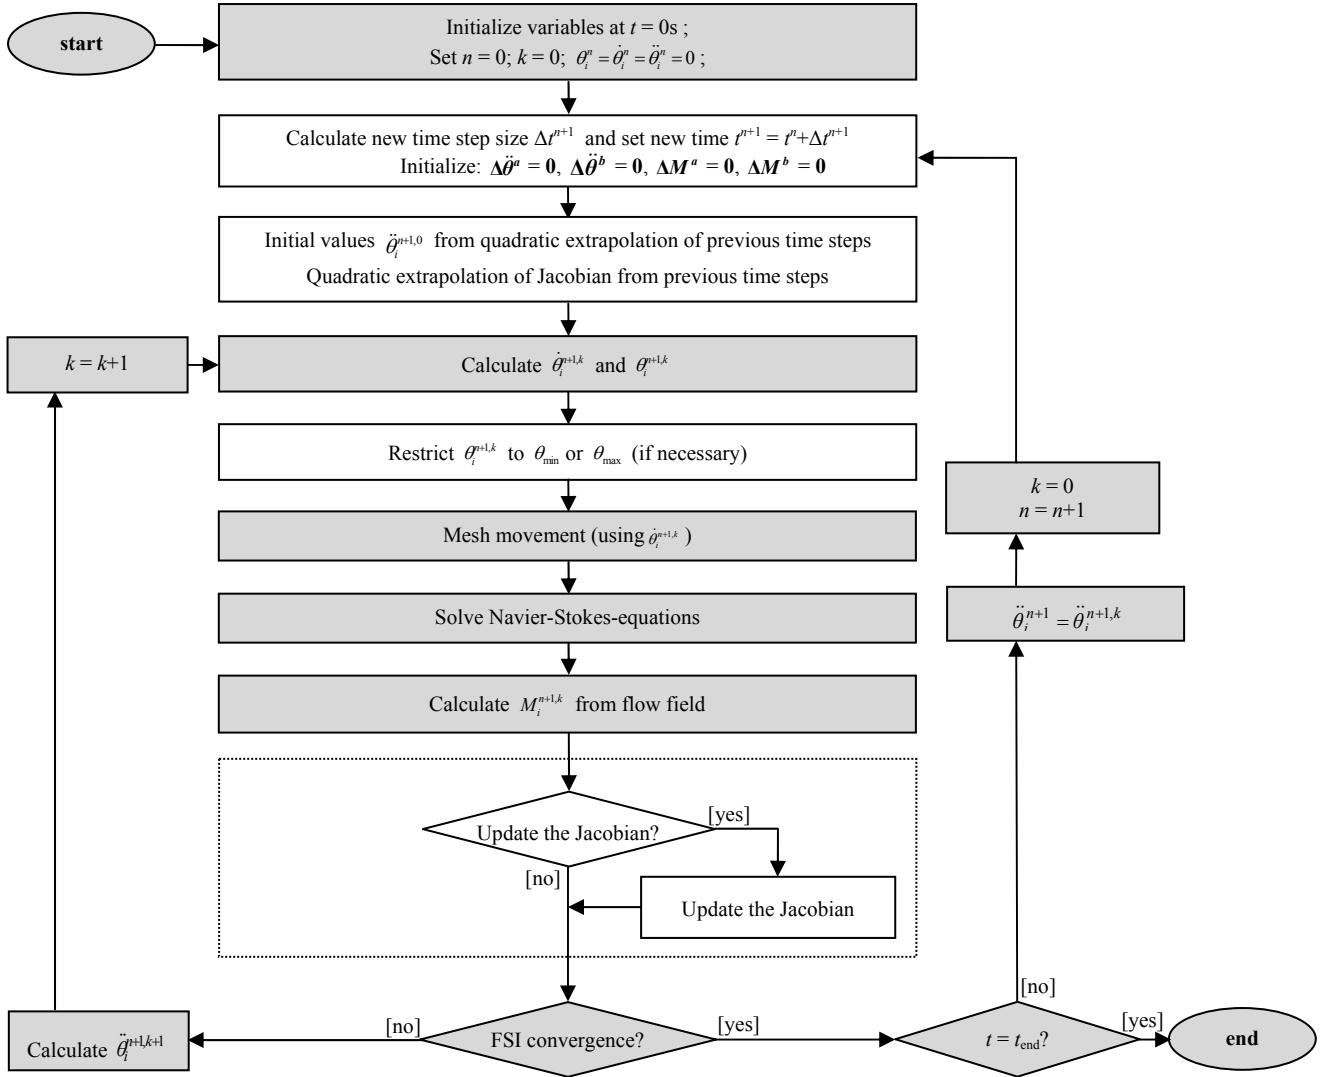 start
Initialize variables at t = 0s ;
Set n = 0; k = 0; θ_i^n = θ̇_i^n = θ̈_i^n = 0 ;
Calculate new time step size Δt^{n+1} and set new time t^{n+1} = t^n+Δt^{n+1}
Initialize: Δθ̈^a = 0, Δθ̈^b = 0, ΔM^a = 0, ΔM^b = 0
Initial values θ̈_i^{n+1,0} from quadratic extrapolation of previous time steps
Quadratic extrapolation of Jacobian from previous time steps
k = k+1
Calculate θ̇_i^{n+1,k} and θ_i^{n+1,k}
Restrict θ_i^{n+1,k} to θ_min or θ_max (if necessary)
k = 0
n = n+1
Mesh movement (using θ̇_i^{n+1,k} )
Solve Navier-Stokes-equations
θ̈_i^{n+1} = θ̈_i^{n+1,k}
Calculate M_i^{n+1,k} from flow field
Update the Jacobian?
[yes]
[no]
Update the Jacobian
Calculate θ̈_i^{n+1,k+1}
[no]
FSI convergence?
[yes]
[no]
t = t_end?
[yes]
end